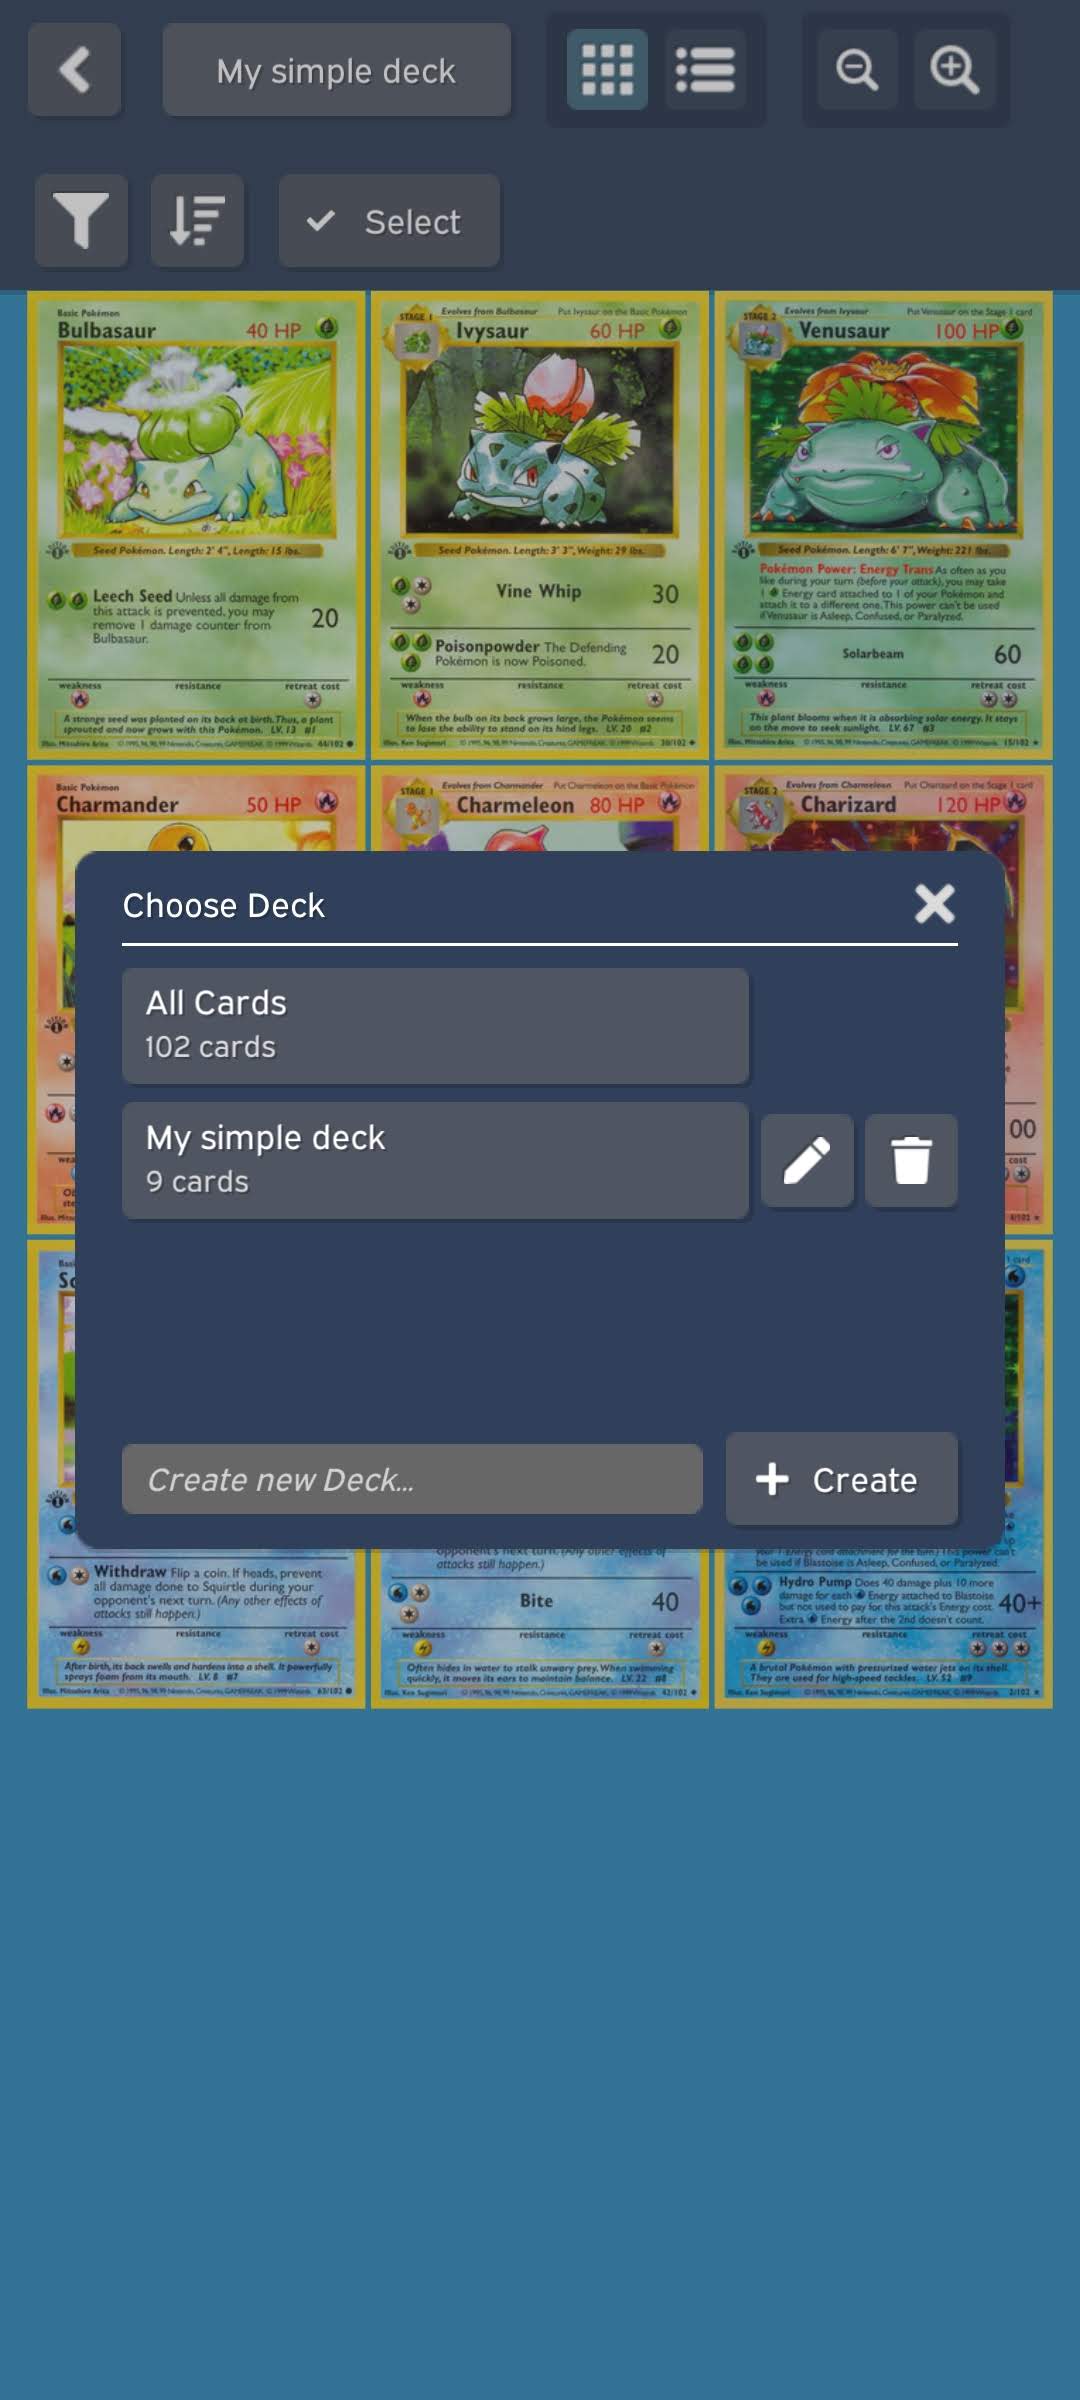 My simple deck
Select
Basic Pokémon
Bulbasaur 40 HP
Seed Pokémon. Length: 2' 4", Length: 15 lbs.
Leech Seed Unless all damage from
this attack is prevented, you may
remove 1 damage counter from
Bulbasaur.
20
weakness resistance retreat cost
A strange seed was planted on its back at birth. Thus, a plant
sprouted and now grows with this Pokémon. LV. 13 #1
44/102
STAGE 1 Evolves from Bulbasaur Put Ivysaur on the Basic Pokémon
Ivysaur 60 HP
Seed Pokémon. Length: 3' 3", Weight: 29 lbs.
Vine Whip 30
Poisonpowder The Defending
Pokémon is now Poisoned.
20
weakness resistance retreat cost
When the bulb on its back grows large, the Pokémon seems
to lose the ability to stand on its hind legs. LV. 20 #2
30/102
STAGE 2 Evolves from Ivysaur Put Venusaur on the Stage 1 card
Venusaur 100 HP
Seed Pokémon. Length: 6' 7", Weight: 221 lbs.
Pokémon Power: Energy Trans As often as you
like during your turn (before your attack), you may take
1 Energy card attached to 1 of your Pokémon and
attach it to a different one. This power can't be used
if Venusaur is Asleep, Confused, or Paralyzed.
Solarbeam 60
weakness resistance retreat cost
This plant blooms when it is absorbing solar energy. It stays
on the move to seek sunlight. LV. 67 #3
15/102
Basic Pokémon
Charmander 50 HP
STAGE 1 Evolves from Charmander Put Charmeleon on the Basic Pokémon
Charmeleon 80 HP
STAGE 2 Evolves from Charmeleon Put Charizard on the Stage 1 card
Charizard 120 HP
Choose Deck
All Cards
102 cards
My simple deck
9 cards
Create new Deck...
Create
00
cost
4/102
Withdraw Flip a coin. If heads, prevent
all damage done to Squirtle during your
opponent's next turn. (Any other effects of
attacks still happen.)
weakness resistance retreat cost
After birth, its back swells and hardens into a shell. It powerfully
sprays foam from its mouth. LV. 8 #7
63/102
opponent's next turn. (Any other effects of
attacks still happen.)
Bite 40
weakness resistance retreat cost
Often hides in water to stalk unwary prey. When swimming
quickly, it moves its ears to maintain balance. LV. 22 #8
42/102
be used if Blastoise is Asleep, Confused, or Paralyzed.
Hydro Pump Does 40 damage plus 10 more
damage for each Energy attached to Blastoise
but not used to pay for this attack's Energy cost.
Extra Energy after the 2nd doesn't count.
40+
weakness resistance retreat cost
A brutal Pokémon with pressurized water jets on its shell.
They are used for high-speed tackles. LV. 52 #9
2/102